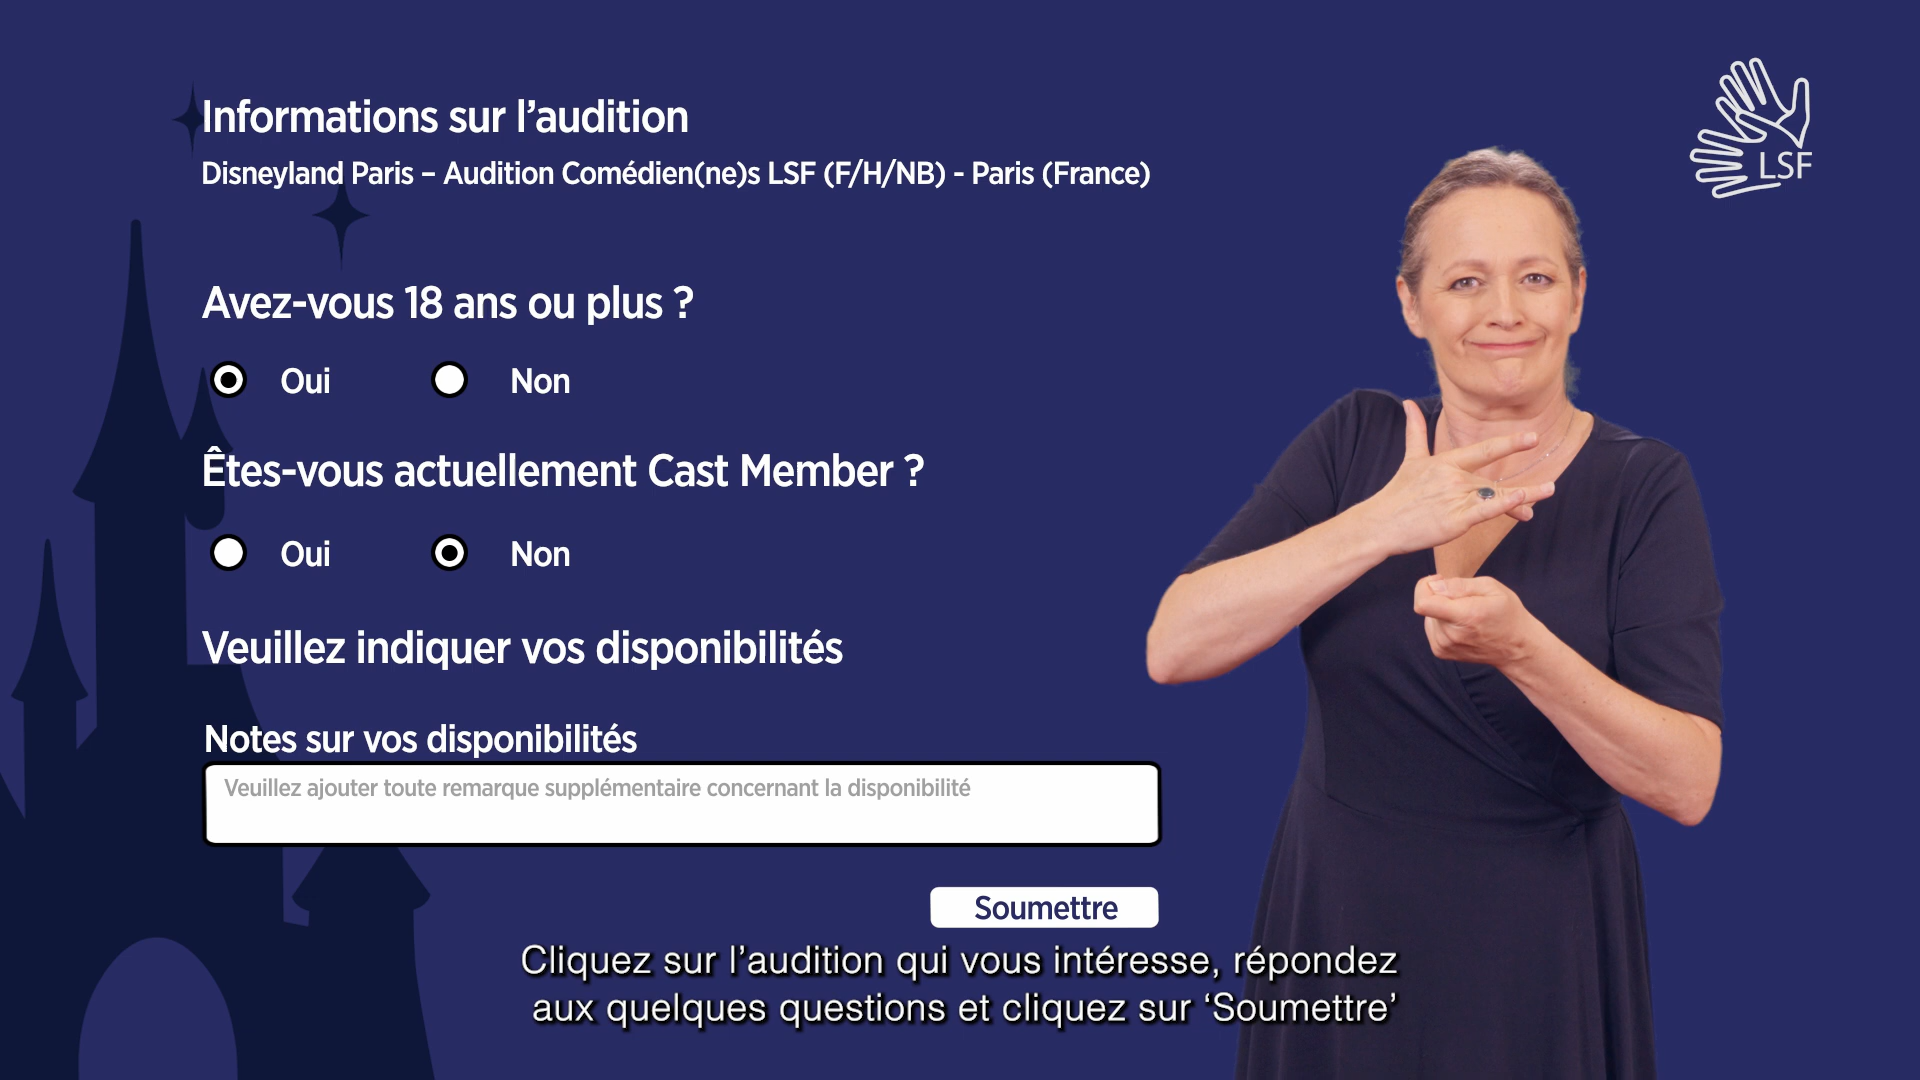 Informations sur l’audition
Disneyland Paris – Audition Comédien(ne)s LSF (F/H/NB) - Paris (France)
LSF
Avez-vous 18 ans ou plus ?
Oui Non
Êtes-vous actuellement Cast Member ?
Oui Non
Veuillez indiquer vos disponibilités
Notes sur vos disponibilités
Veuillez ajouter toute remarque supplémentaire concernant la disponibilité
Soumettre
Cliquez sur l’audition qui vous intéresse, répondez
aux quelques questions et cliquez sur ‘Soumettre’